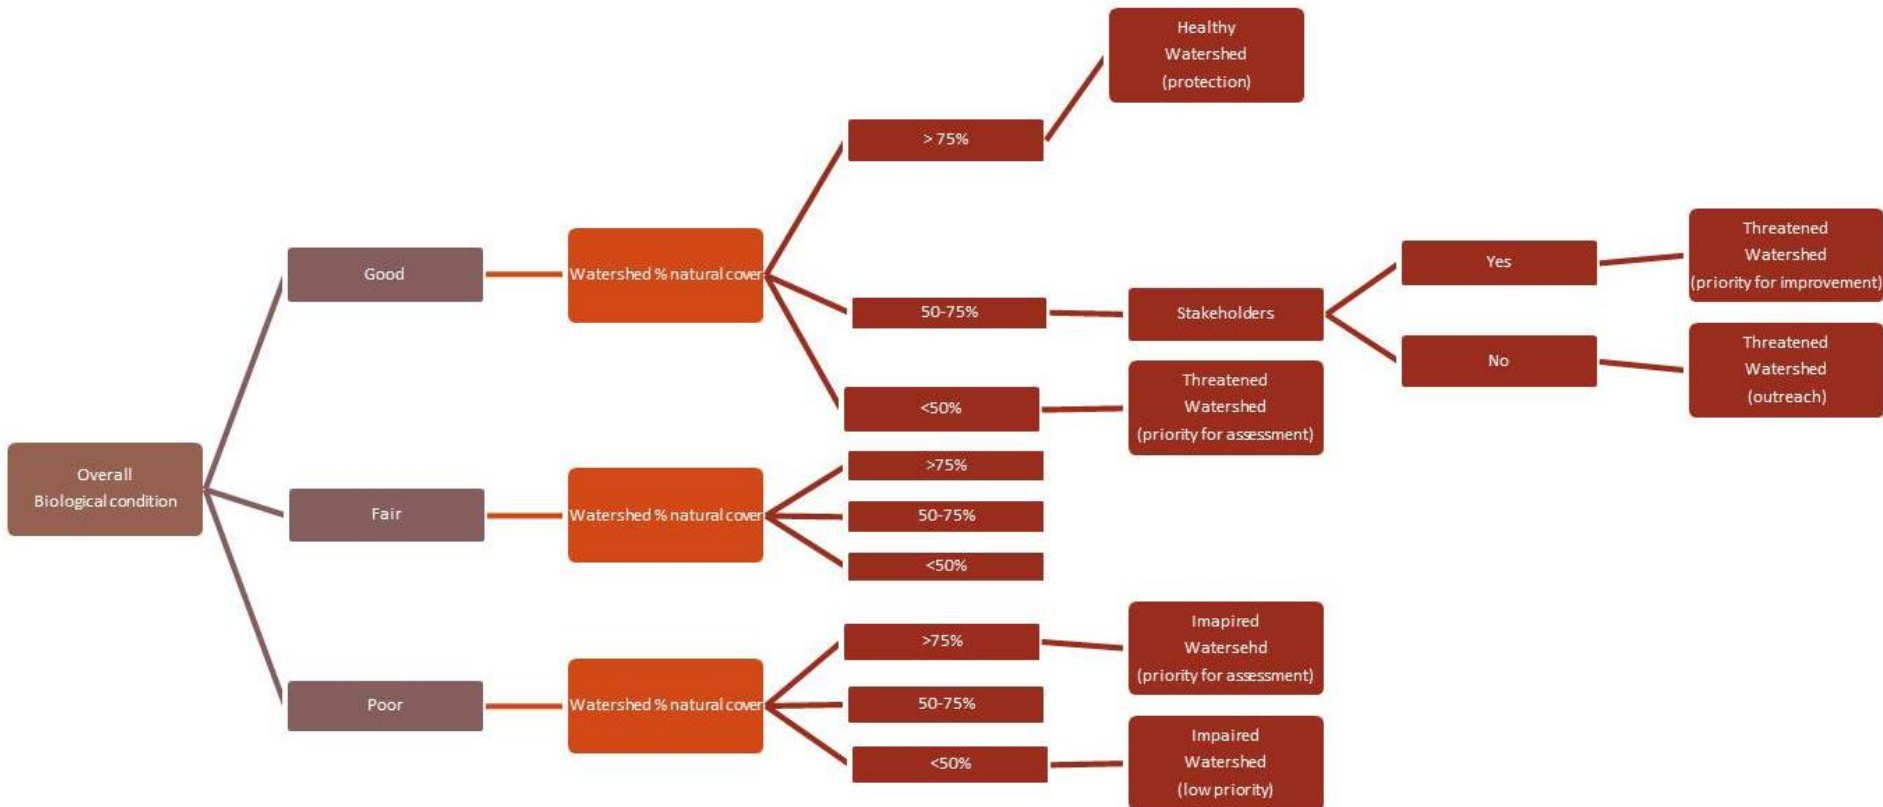 Healthy
Watershed
(protection)
> 75%
Good
Watershed % natural cover
50-75%
Stakeholders
Yes
Threatened
Watershed
(priority for improvement)
No
Threatened
Watershed
(outreach)
<50%
Threatened
Watershed
(priority for assessment)
Overall
Biological condition
Fair
Watershed % natural cover
>75%
50-75%
<50%
Poor
Watershed % natural cover
>75%
Imapired
Watersehd
(priority for assessment)
50-75%
<50%
Impaired
Watershed
(low priority)